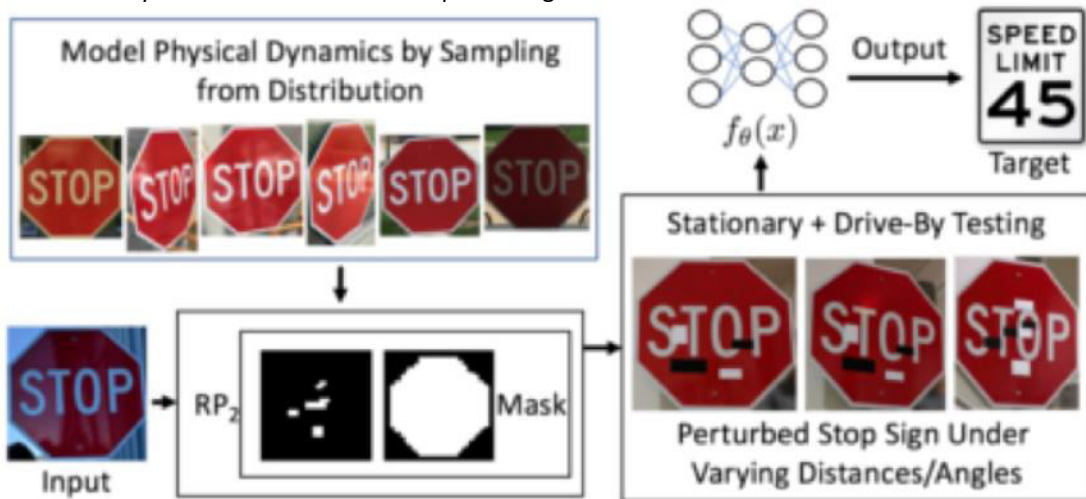 Model Physical Dynamics by Sampling
from Distribution
STOP STOP STOP STOP STOP STOP
Output
SPEED
LIMIT
45
f_θ(x)
Target
STOP
Input
RP₂
Mask
Stationary + Drive-By Testing
STOP STOP STOP
Perturbed Stop Sign Under
Varying Distances/Angles